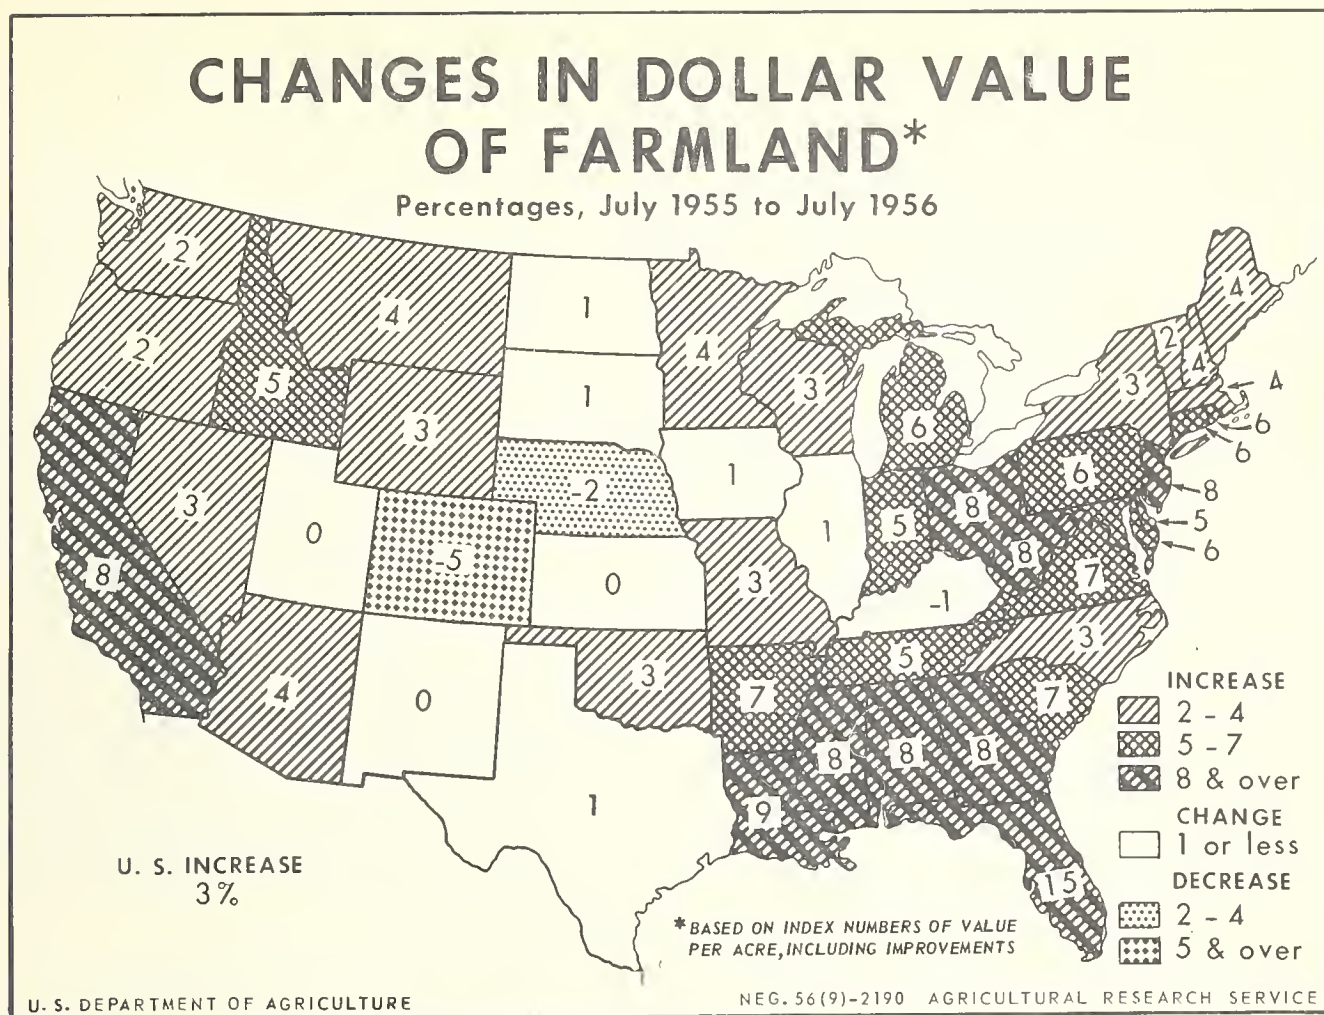 CHANGES IN DOLLAR VALUE
OF FARMLAND*
Percentages, July 1955 to July 1956
2
4
1
4
4
2
5
1
3
3
2
4
4
3
6
6
6
3
-2
1
6
8
3
0
-5
0
1
5
8
8
5
6
8
3
-1
7
4
0
3
5
3
7
7
8
8
8
1
9
15
INCREASE
2 - 4
5 - 7
8 & over
CHANGE
1 or less
DECREASE
2 - 4
5 & over
U. S. INCREASE
3%
*BASED ON INDEX NUMBERS OF VALUE
PER ACRE, INCLUDING IMPROVEMENTS
U. S. DEPARTMENT OF AGRICULTURE
NEG. 56(9)-2190 AGRICULTURAL RESEARCH SERVICE